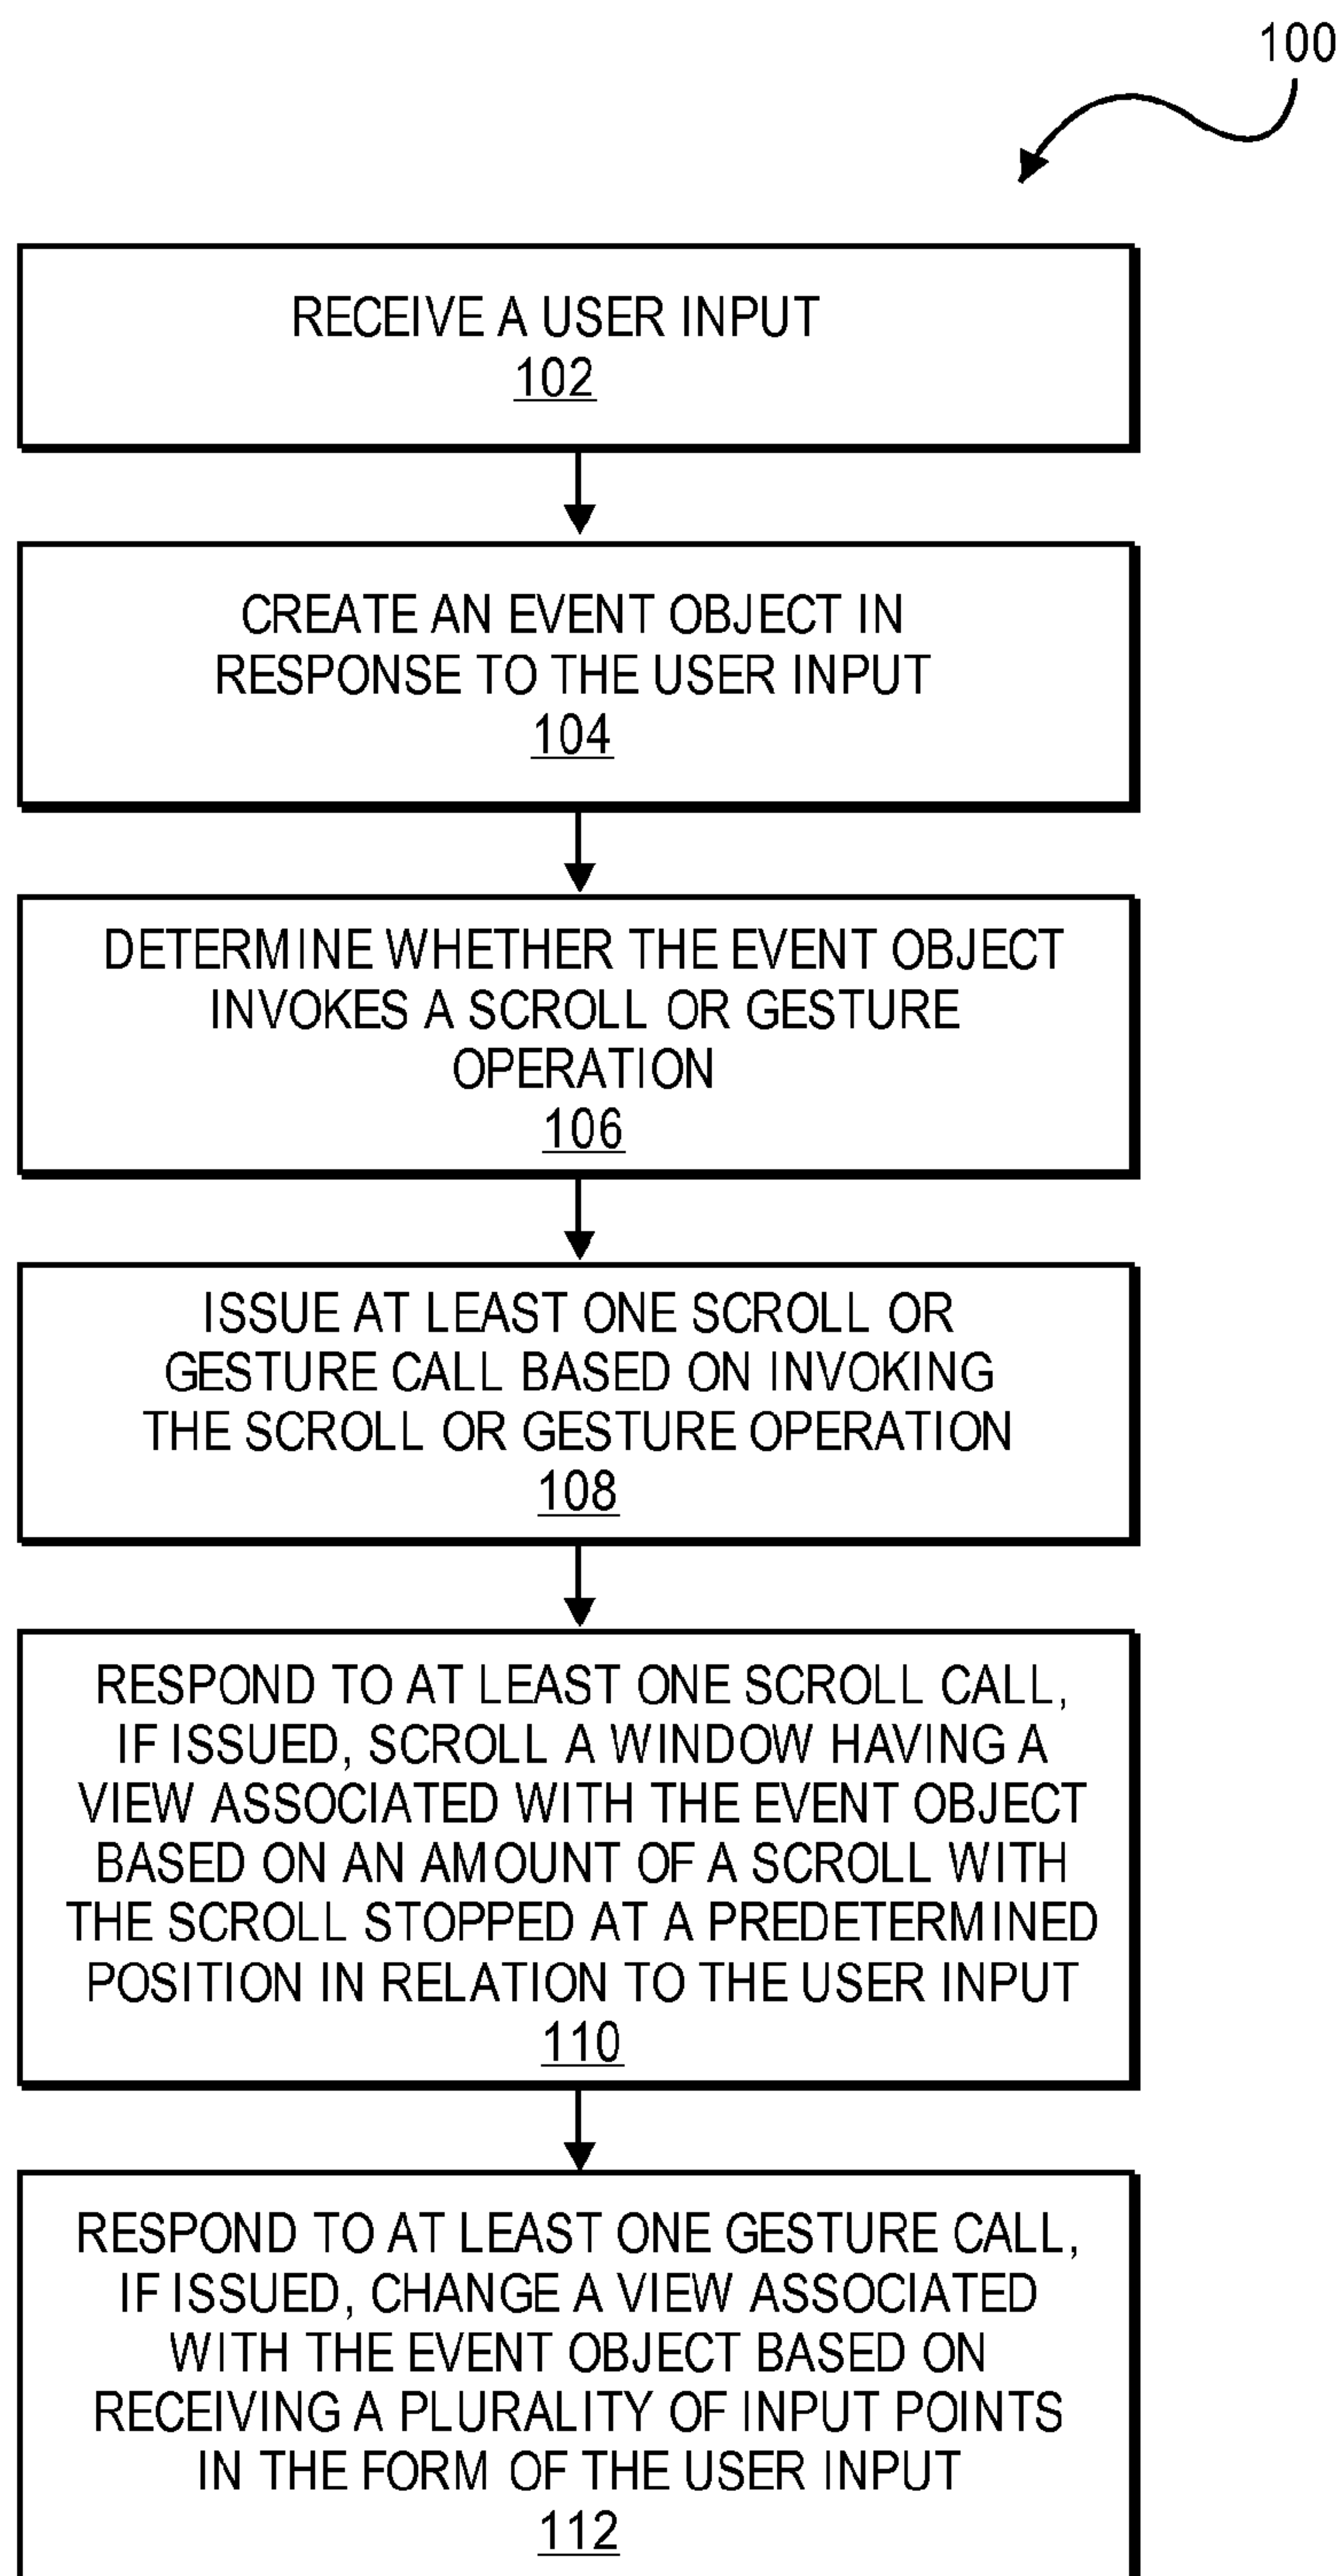 100
RECEIVE A USER INPUT
102
CREATE AN EVENT OBJECT IN
RESPONSE TO THE USER INPUT
104
DETERMINE WHETHER THE EVENT OBJECT
INVOKES A SCROLL OR GESTURE
OPERATION
106
ISSUE AT LEAST ONE SCROLL OR
GESTURE CALL BASED ON INVOKING
THE SCROLL OR GESTURE OPERATION
108
RESPOND TO AT LEAST ONE SCROLL CALL,
IF ISSUED, SCROLL A WINDOW HAVING A
VIEW ASSOCIATED WITH THE EVENT OBJECT
BASED ON AN AMOUNT OF A SCROLL WITH
THE SCROLL STOPPED AT A PREDETERMINED
POSITION IN RELATION TO THE USER INPUT
110
RESPOND TO AT LEAST ONE GESTURE CALL,
IF ISSUED, CHANGE A VIEW ASSOCIATED
WITH THE EVENT OBJECT BASED ON
RECEIVING A PLURALITY OF INPUT POINTS
IN THE FORM OF THE USER INPUT
112